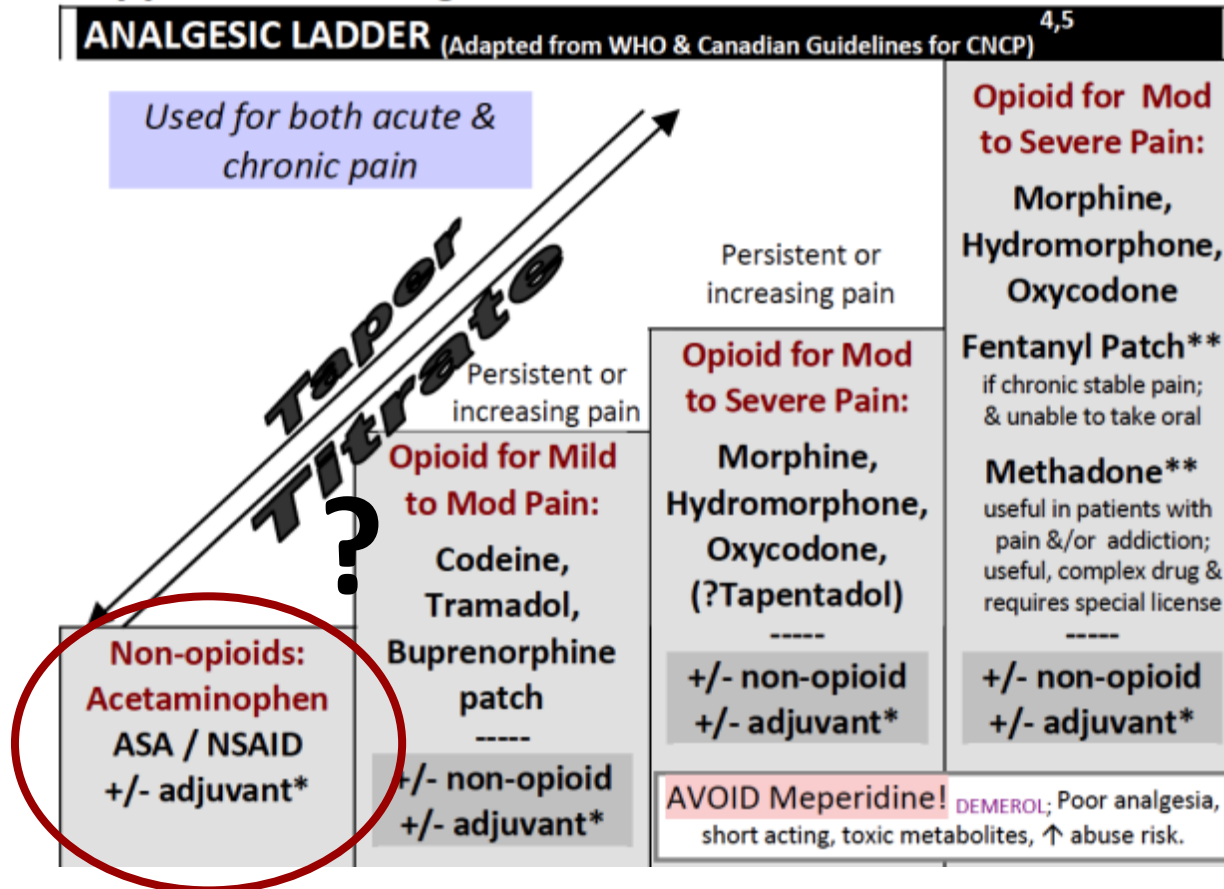 ANALGESIC LADDER (Adapted from WHO & Canadian Guidelines for CNCP) 4,5
Used for both acute &
chronic pain
Taper
Titrate
?
Non-opioids:
Acetaminophen
ASA / NSAID
+/- adjuvant*
Persistent or
increasing pain
Opioid for Mild
to Mod Pain:
Codeine,
Tramadol,
Buprenorphine
patch
-----
+/- non-opioid
+/- adjuvant*
Persistent or
increasing pain
Opioid for Mod
to Severe Pain:
Morphine,
Hydromorphone,
Oxycodone,
(?Tapentadol)
-----
+/- non-opioid
+/- adjuvant*
Opioid for Mod
to Severe Pain:
Morphine,
Hydromorphone,
Oxycodone
Fentanyl Patch**
if chronic stable pain;
& unable to take oral
Methadone**
useful in patients with
pain &/or addiction;
useful, complex drug &
requires special license
-----
+/- non-opioid
+/- adjuvant*
AVOID Meperidine! DEMEROL; Poor analgesia,
short acting, toxic metabolites, ↑ abuse risk.